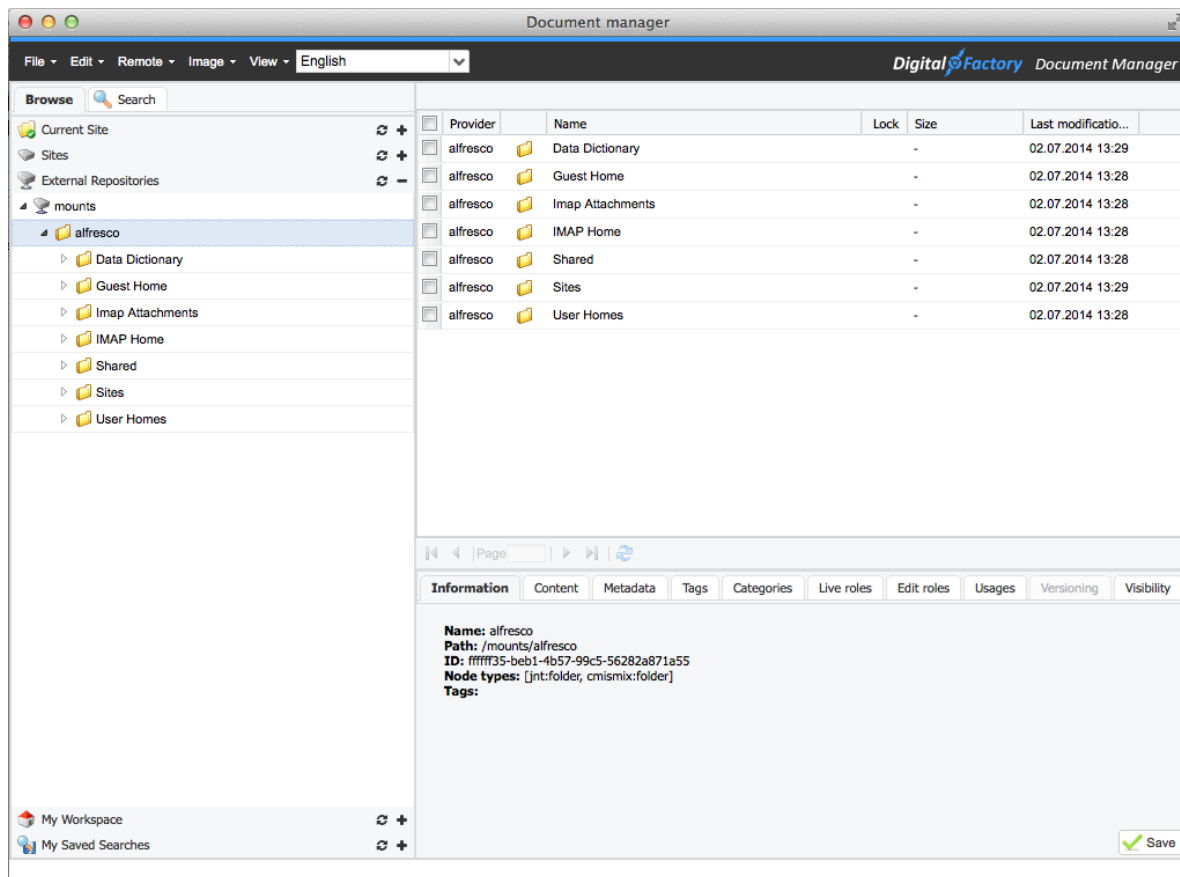 Document manager
File Edit Remote Image View English
Digital Factory Document Manager
Browse Search
Current Site
Sites
External Repositories
mounts
alfresco
Data Dictionary
Guest Home
Imap Attachments
IMAP Home
Shared
Sites
User Homes
My Workspace
My Saved Searches
Provider Name Lock Size Last modificatio...
alfresco Data Dictionary - 02.07.2014 13:29
alfresco Guest Home - 02.07.2014 13:28
alfresco Imap Attachments - 02.07.2014 13:28
alfresco IMAP Home - 02.07.2014 13:28
alfresco Shared - 02.07.2014 13:28
alfresco Sites - 02.07.2014 13:29
alfresco User Homes - 02.07.2014 13:28
Page
Information Content Metadata Tags Categories Live roles Edit roles Usages Versioning Visibility
Name: alfresco
Path: /mounts/alfresco
ID: ffffff35-beb1-4b57-99c5-56282a871a55
Node types: [jnt:folder, cmismix:folder]
Tags:
Save